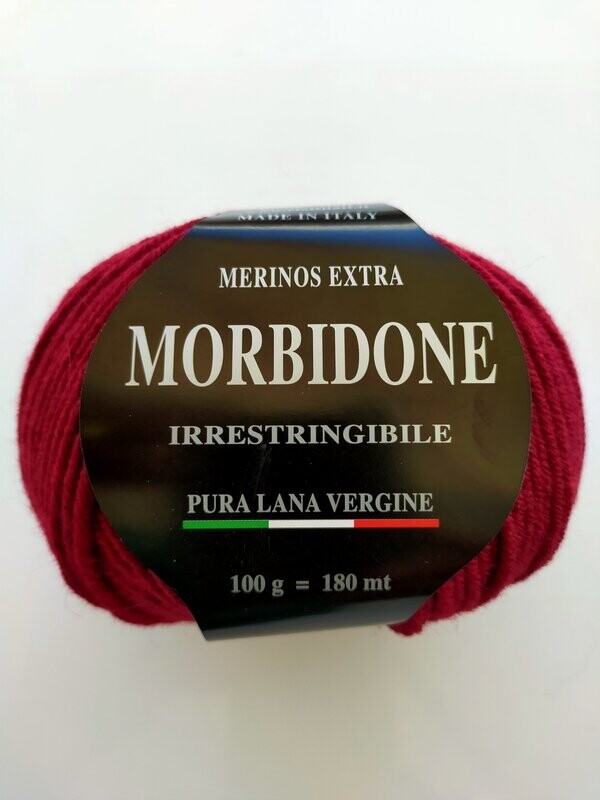 MADE IN ITALY
MERINOS EXTRA
MORBIDONE
IRRESTRINGIBILE
PURA LANA VERGINE
100 g = 180 mt